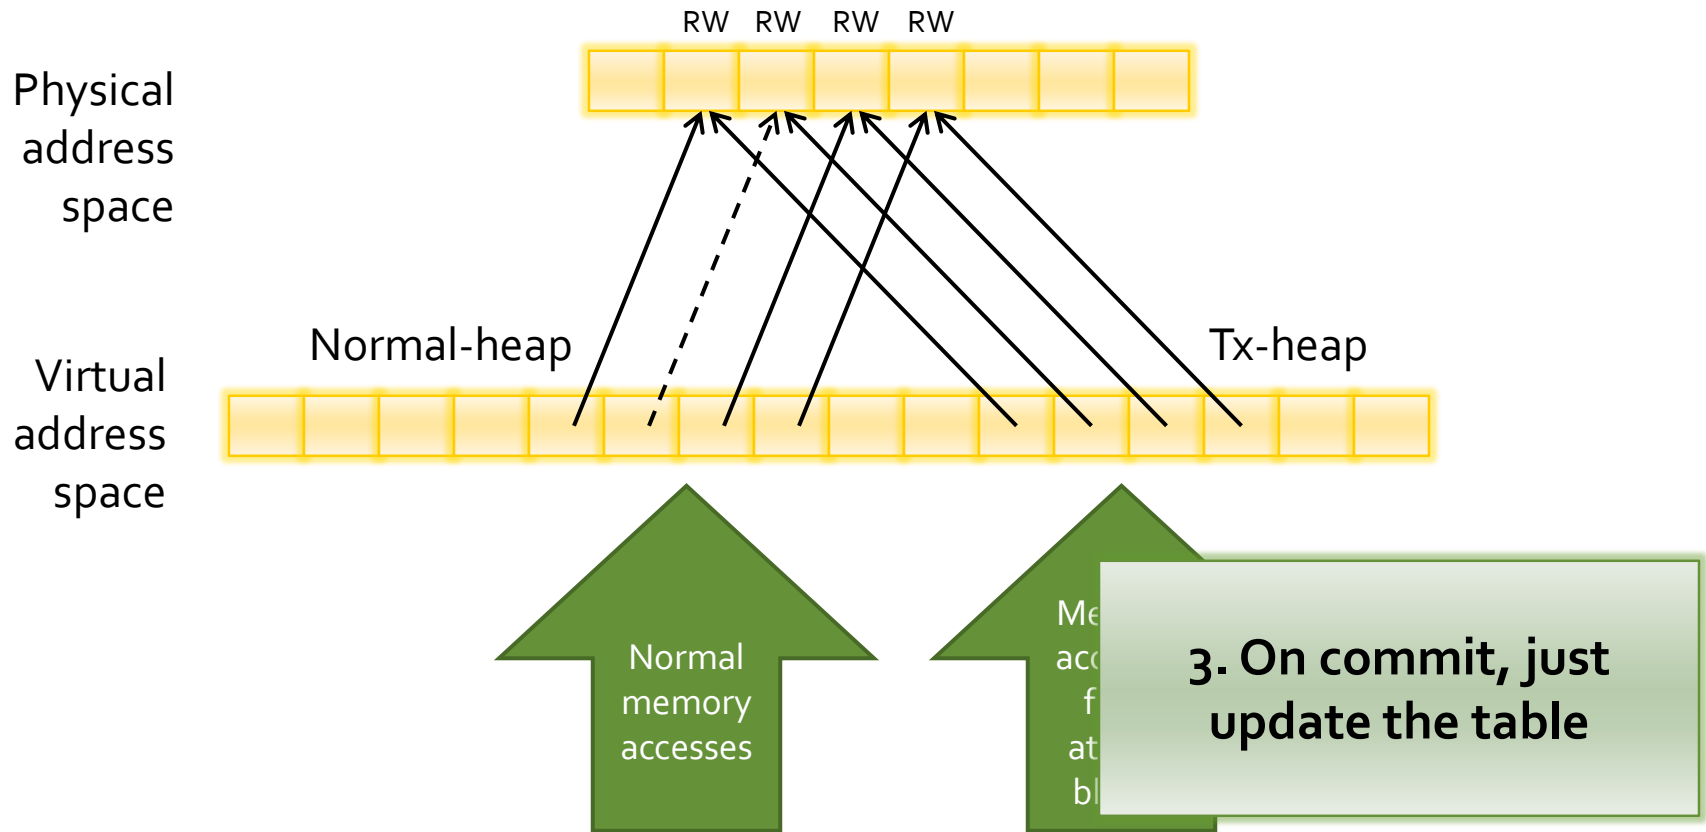 RW RW RW RW
Physical
address
space
Normal-heap
Tx-heap
Virtual
address
space
Normal
memory
accesses
3. On commit, just
update the table